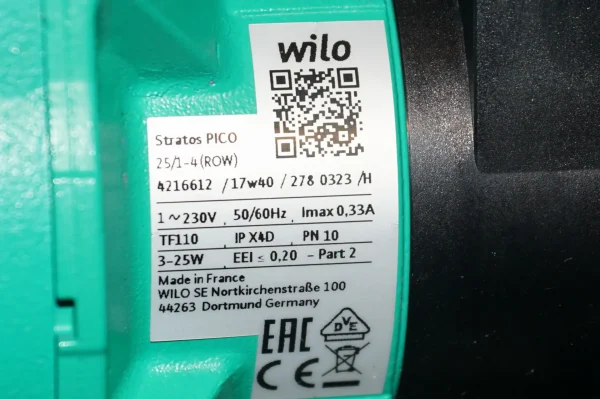 wilo
Stratos PICO
25/1-4 (ROW)
4216612 / 17w40 / 278 0323 /H
1~230V 50/60Hz Imax 0,33A
TF110 IP X4D PN 10
3-25W EEI ≤ 0,20 - Part 2
Made in France
WILO SE Nortkirchenstraße 100
44263 Dortmund Germany
EAC DVE
CE